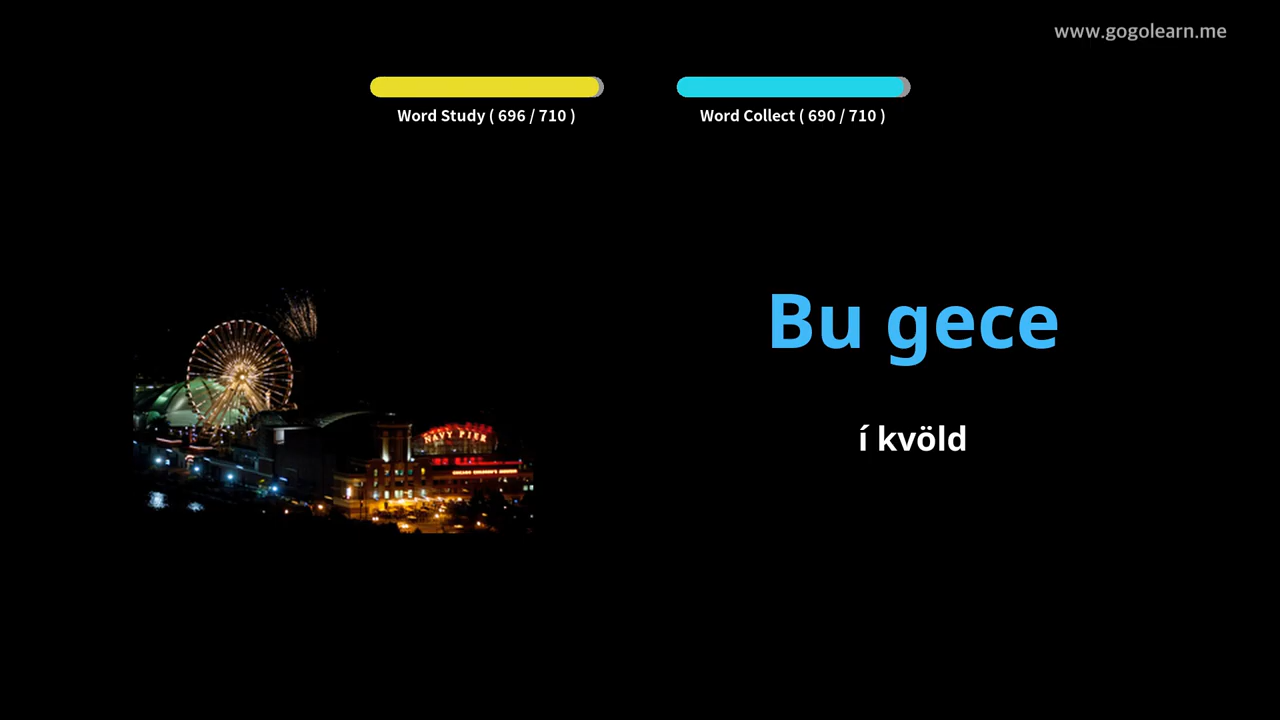 www.gogolearn.me
Word Study ( 696 / 710 )
Word Collect ( 690 / 710 )
Bu gece
í kvöld
NAVY PIER